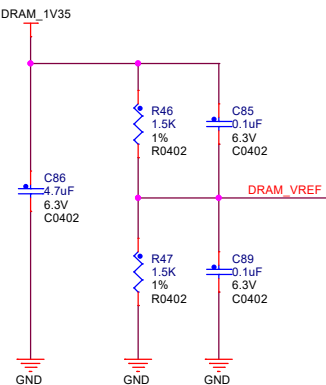 DRAM_1V35
R46
1.5K
1%
R0402
C85
0.1uF
6.3V
C0402
C86
4.7uF
6.3V
C0402
DRAM_VREF
R47
1.5K
1%
R0402
C89
0.1uF
6.3V
C0402
GND
GND
GND